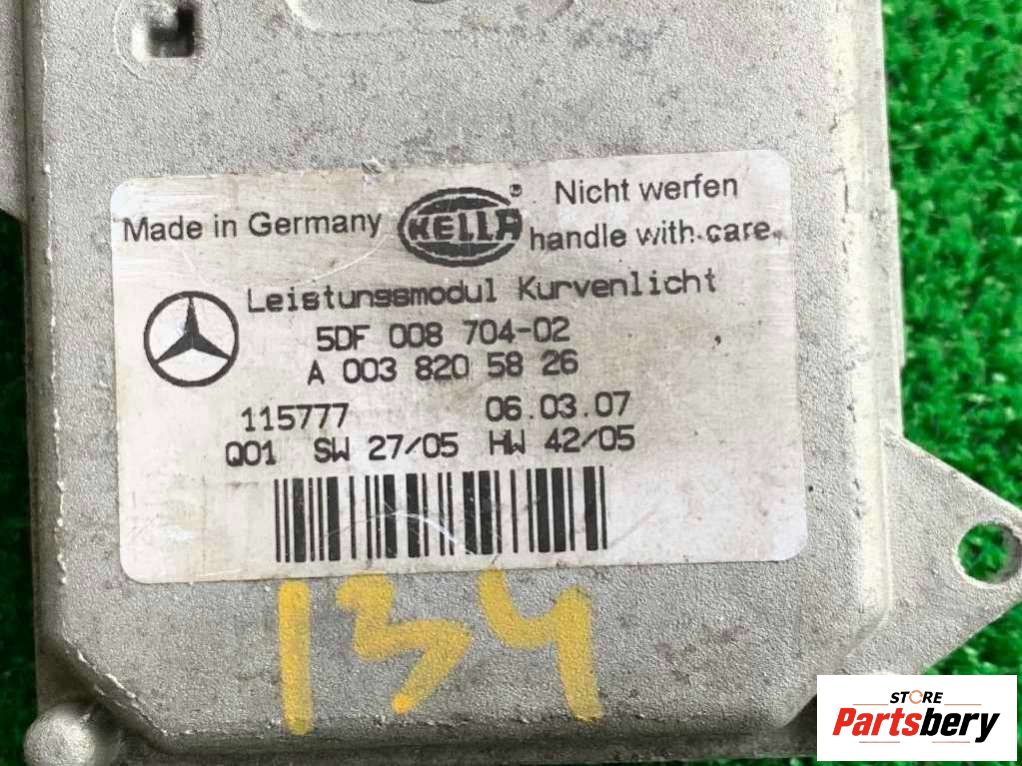 Made in Germany
HELLA ®
Nicht werfen
handle with care
Leistungsmodul Kurvenlicht
5DF 008 704-02
A 003 820 58 26
115777 06.03.07
Q01 SW 27/05 HW 42/05
134
STORE
Partsbery